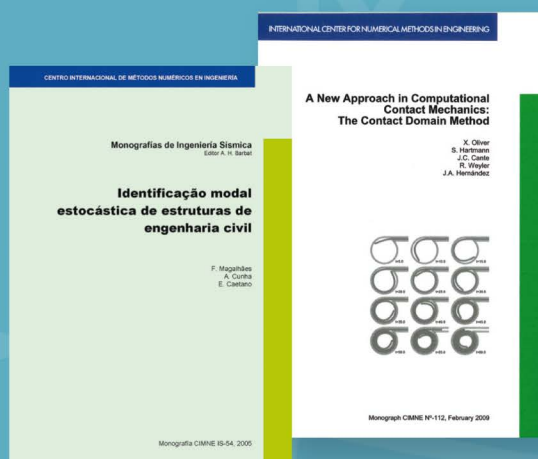 CENTRO INTERNACIONAL DE MÉTODOS NUMÉRICOS EN INGENIERÍA
Monografías de Ingeniería Sísmica
Editor A. H. Barbat
Identificação modal
estocástica de estruturas de
engenharia civil
F. Magalhães
A. Cunha
E. Caetano
Monografía CIMNE IS-54, 2005
INTERNATIONAL CENTER FOR NUMERICAL METHODS IN ENGINEERING
A New Approach in Computational
Contact Mechanics:
The Contact Domain Method
X. Oliver
S. Hartmann
J.C. Cante
R. Weyler
J.A. Hernández
Monograph CIMNE Nº-112, February 2009